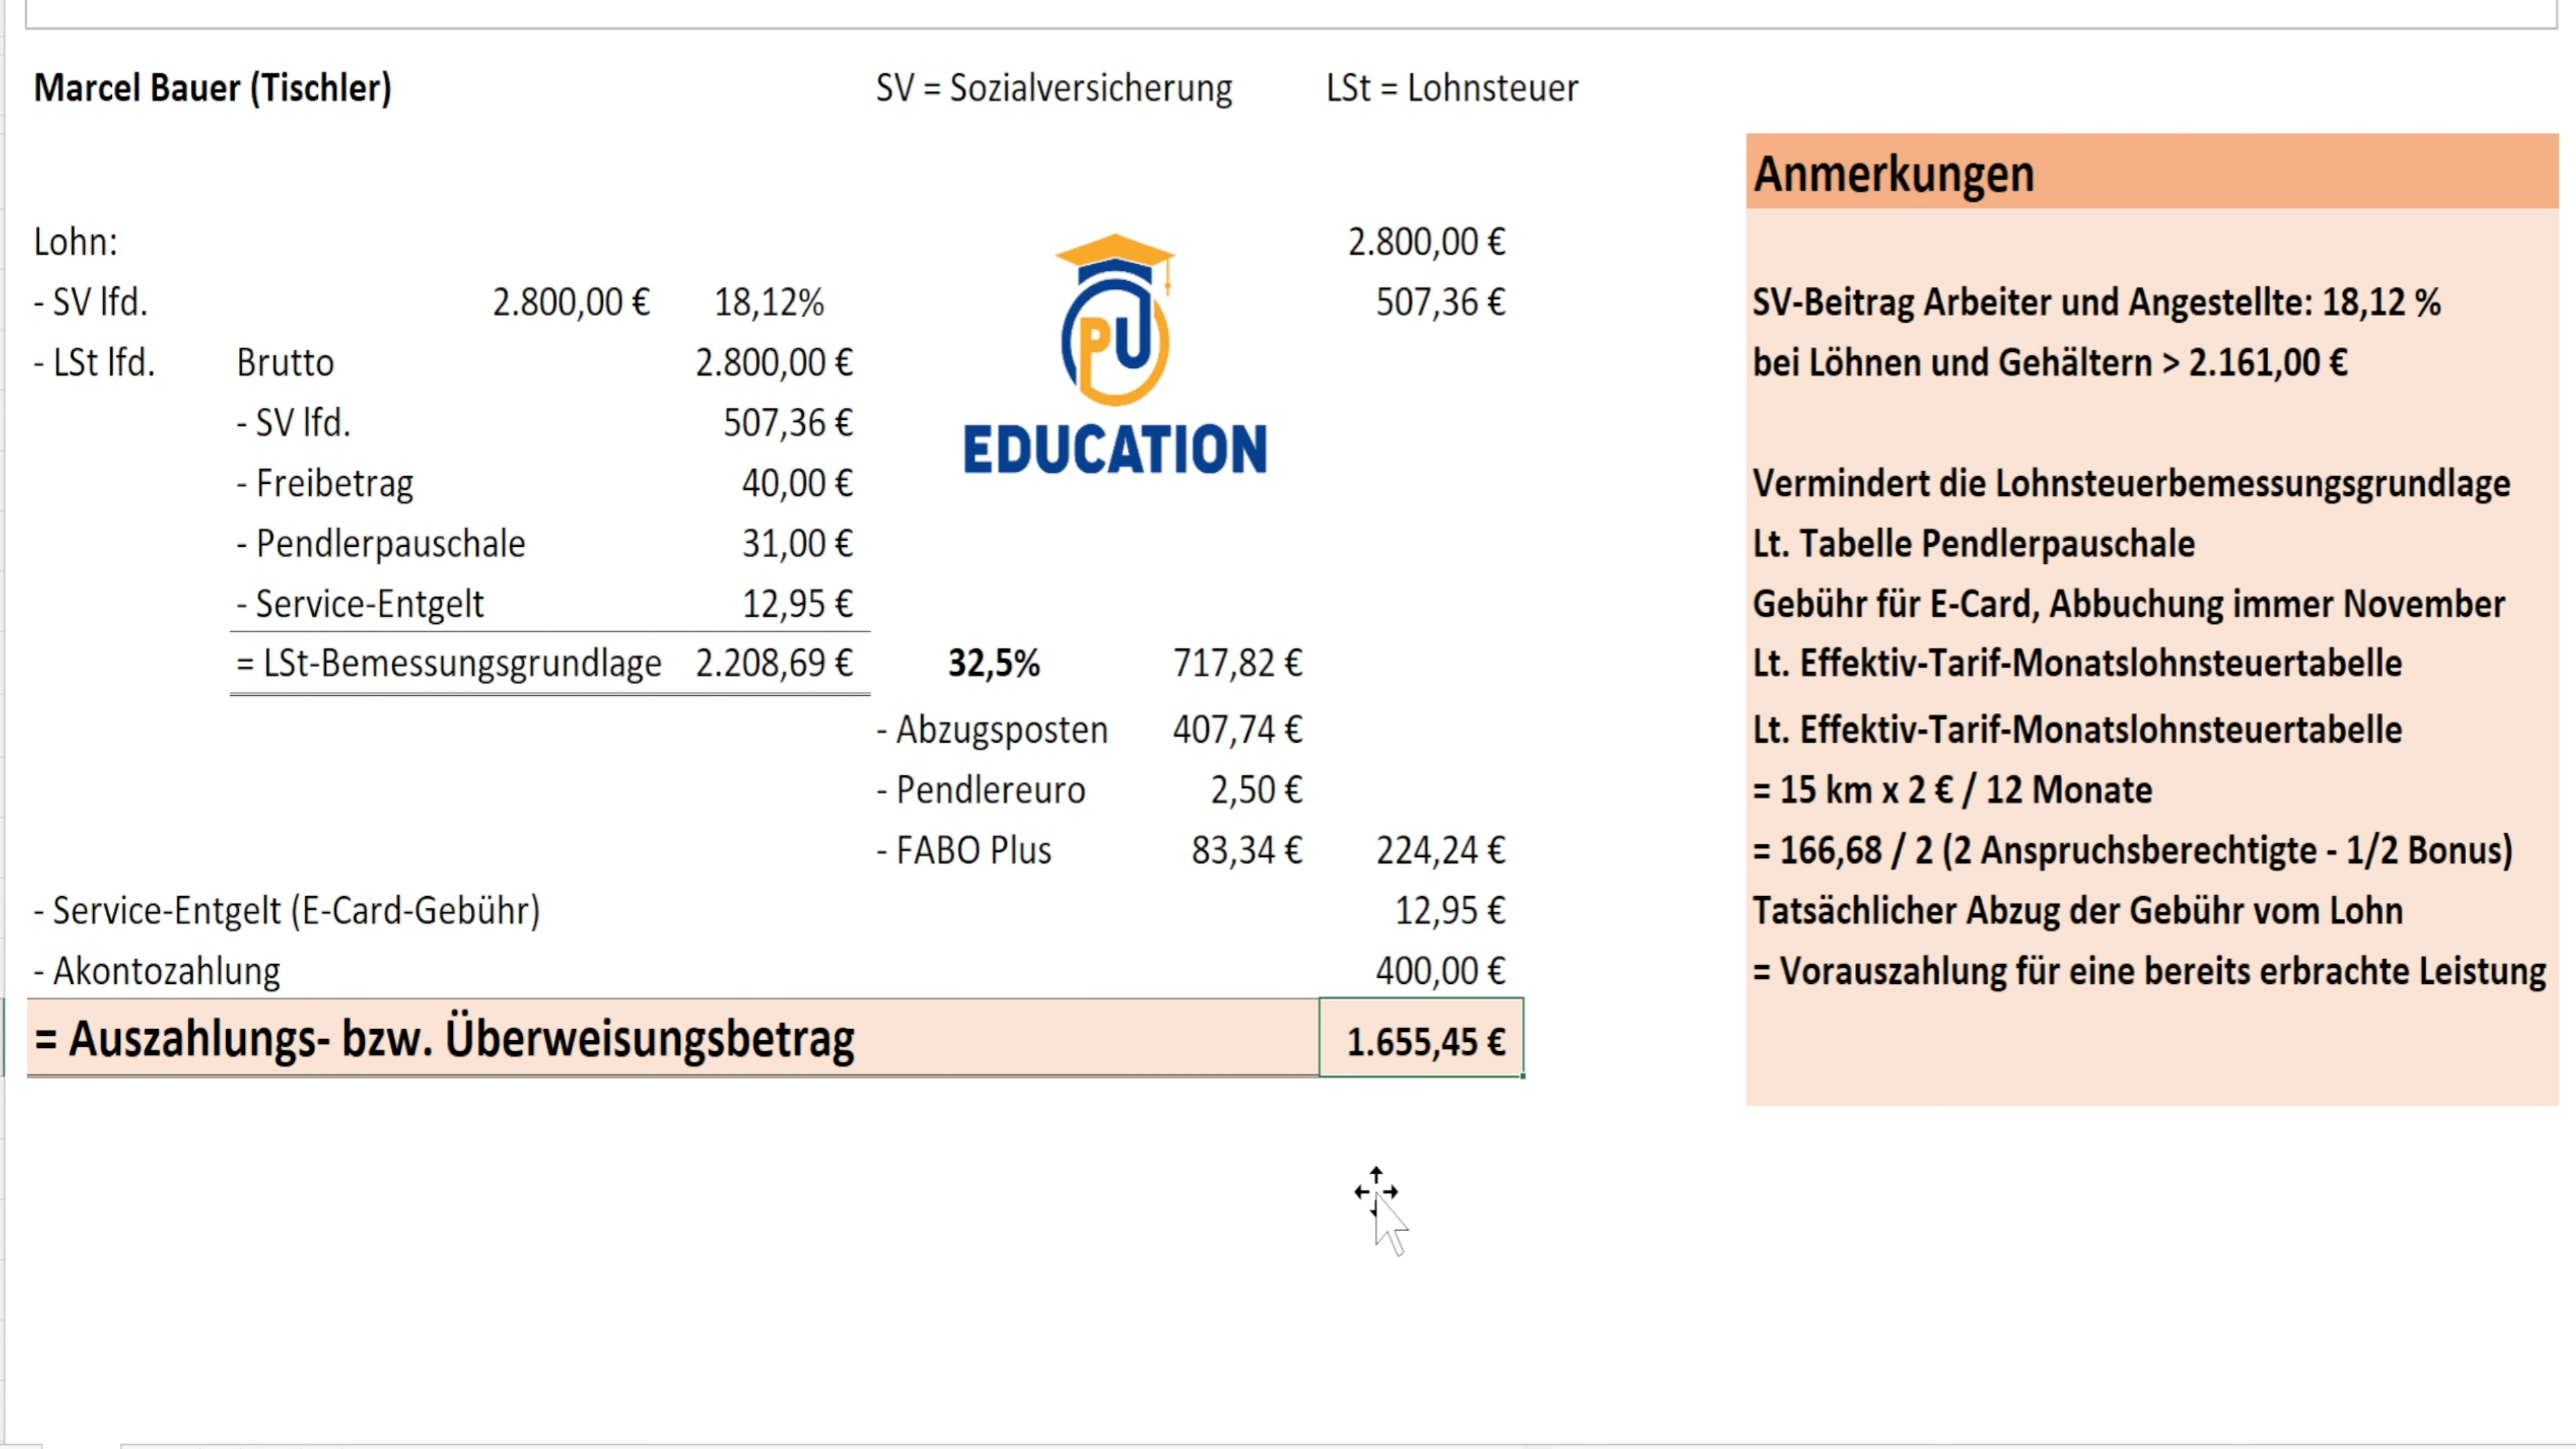 Marcel Bauer (Tischler) SV = Sozialversicherung LSt = Lohnsteuer
Anmerkungen
Lohn: 2.800,00 €
- SV lfd. 2.800,00 € 18,12% 507,36 € SV-Beitrag Arbeiter und Angestellte: 18,12 %
- LSt lfd. Brutto 2.800,00 € bei Löhnen und Gehältern > 2.161,00 €
PU
- SV lfd. 507,36 €
EDUCATION
- Freibetrag 40,00 € Vermindert die Lohnsteuerbemessungsgrundlage
- Pendlerpauschale 31,00 € Lt. Tabelle Pendlerpauschale
- Service-Entgelt 12,95 € Gebühr für E-Card, Abbuchung immer November
= LSt-Bemessungsgrundlage 2.208,69 € 32,5% 717,82 € Lt. Effektiv-Tarif-Monatslohnsteuertabelle
- Abzugsposten 407,74 € Lt. Effektiv-Tarif-Monatslohnsteuertabelle
- Pendlereuro 2,50 € = 15 km x 2 € / 12 Monate
- FABO Plus 83,34 € 224,24 € = 166,68 / 2 (2 Anspruchsberechtigte - 1/2 Bonus)
- Service-Entgelt (E-Card-Gebühr) 12,95 € Tatsächlicher Abzug der Gebühr vom Lohn
- Akontozahlung 400,00 € = Vorauszahlung für eine bereits erbrachte Leistung
= Auszahlungs- bzw. Überweisungsbetrag 1.655,45 €